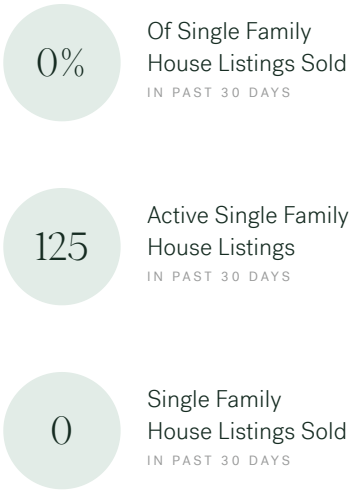 0%
Of Single Family
House Listings Sold
IN PAST 30 DAYS
125
Active Single Family
House Listings
IN PAST 30 DAYS
0
Single Family
House Listings Sold
IN PAST 30 DAYS